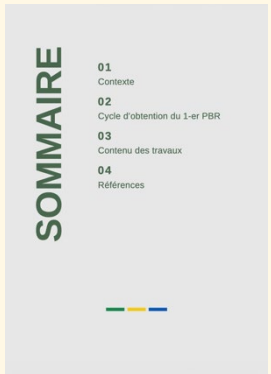 SOMMAIRE
01
Contexte
02
Cycle d'obtention du 1-er PBR
03
Contenu des travaux
04
Références